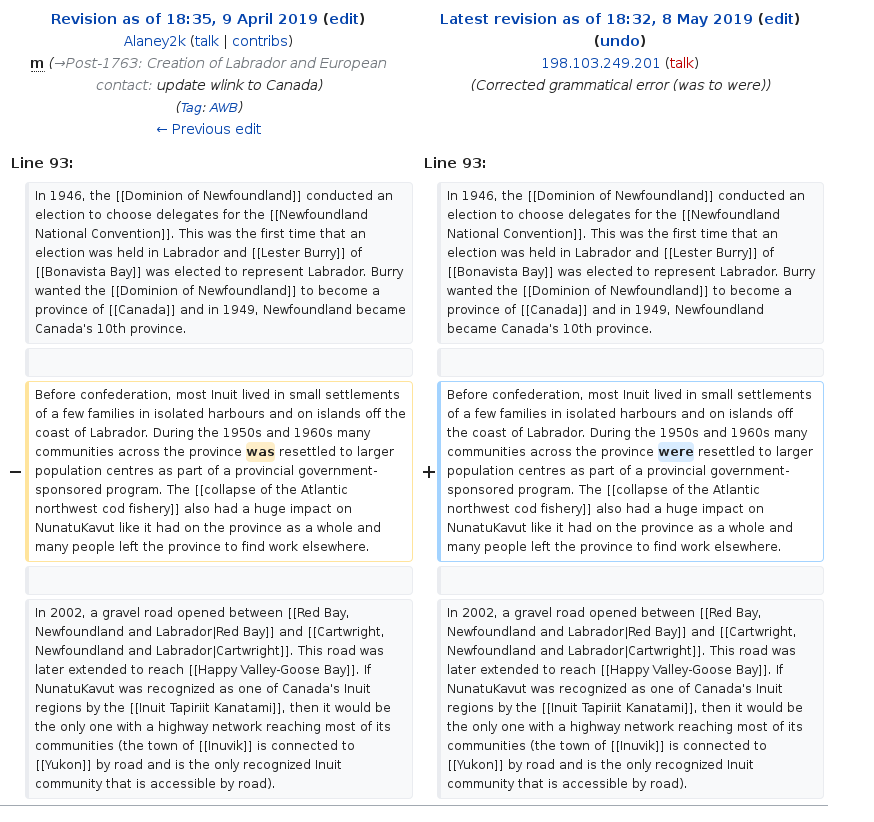 Revision as of 18:35, 9 April 2019 (edit)
Alaney2k (talk | contribs)
m (→Post-1763: Creation of Labrador and European
contact: update wlink to Canada)
(Tag: AWB)
← Previous edit
Latest revision as of 18:32, 8 May 2019 (edit)
(undo)
198.103.249.201 (talk)
(Corrected grammatical error (was to were))
Line 93:
In 1946, the [[Dominion of Newfoundland]] conducted an
election to choose delegates for the [[Newfoundland
National Convention]]. This was the first time that an
election was held in Labrador and [[Lester Burry]] of
[[Bonavista Bay]] was elected to represent Labrador. Burry
wanted the [[Dominion of Newfoundland]] to become a
province of [[Canada]] and in 1949, Newfoundland became
Canada's 10th province.
− Before confederation, most Inuit lived in small settlements
of a few families in isolated harbours and on islands off the
coast of Labrador. During the 1950s and 1960s many
communities across the province was resettled to larger
population centres as part of a provincial government-
sponsored program. The [[collapse of the Atlantic
northwest cod fishery]] also had a huge impact on
NunatuKavut like it had on the province as a whole and
many people left the province to find work elsewhere.
In 2002, a gravel road opened between [[Red Bay,
Newfoundland and Labrador|Red Bay]] and [[Cartwright,
Newfoundland and Labrador|Cartwright]]. This road was
later extended to reach [[Happy Valley-Goose Bay]]. If
NunatuKavut was recognized as one of Canada's Inuit
regions by the [[Inuit Tapiriit Kanatami]], then it would be
the only one with a highway network reaching most of its
communities (the town of [[Inuvik]] is connected to
[[Yukon]] by road and is the only recognized Inuit
community that is accessible by road).
Line 93:
In 1946, the [[Dominion of Newfoundland]] conducted an
election to choose delegates for the [[Newfoundland
National Convention]]. This was the first time that an
election was held in Labrador and [[Lester Burry]] of
[[Bonavista Bay]] was elected to represent Labrador. Burry
wanted the [[Dominion of Newfoundland]] to become a
province of [[Canada]] and in 1949, Newfoundland
became Canada's 10th province.
+ Before confederation, most Inuit lived in small settlements
of a few families in isolated harbours and on islands off
the coast of Labrador. During the 1950s and 1960s many
communities across the province were resettled to larger
population centres as part of a provincial government-
sponsored program. The [[collapse of the Atlantic
northwest cod fishery]] also had a huge impact on
NunatuKavut like it had on the province as a whole and
many people left the province to find work elsewhere.
In 2002, a gravel road opened between [[Red Bay,
Newfoundland and Labrador|Red Bay]] and [[Cartwright,
Newfoundland and Labrador|Cartwright]]. This road was
later extended to reach [[Happy Valley-Goose Bay]]. If
NunatuKavut was recognized as one of Canada's Inuit
regions by the [[Inuit Tapiriit Kanatami]], then it would be
the only one with a highway network reaching most of its
communities (the town of [[Inuvik]] is connected to
[[Yukon]] by road and is the only recognized Inuit
community that is accessible by road).